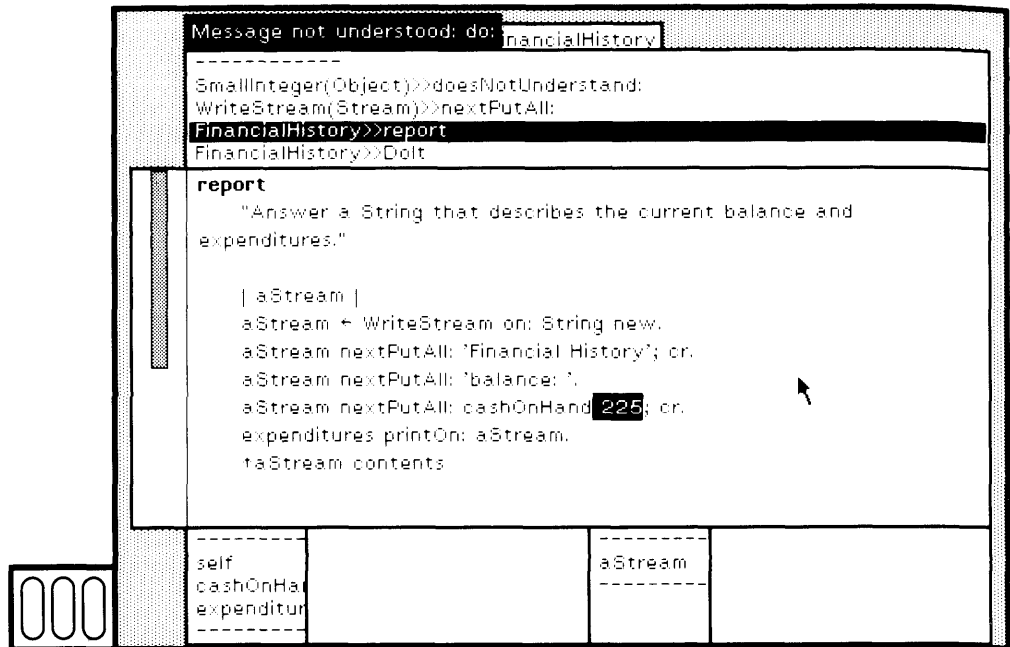 Message not understood: do:
nancialHistory
------------
SmallInteger(Object)>>doesNotUnderstand:
WriteStream(Stream)>>nextPutAll:
FinancialHistory>>report
FinancialHistory>>DoIt
report
"Answer a String that describes the current balance and
expenditures."
| aStream |
aStream ← WriteStream on: String new.
aStream nextPutAll: 'Financial History'; cr.
aStream nextPutAll: 'balance: '.
aStream nextPutAll: cashOnHand 225; cr.
expenditures printOn: aStream.
↑aStream contents
---------
self
cashOnHa
expenditur
---------
---------
aStream
---------